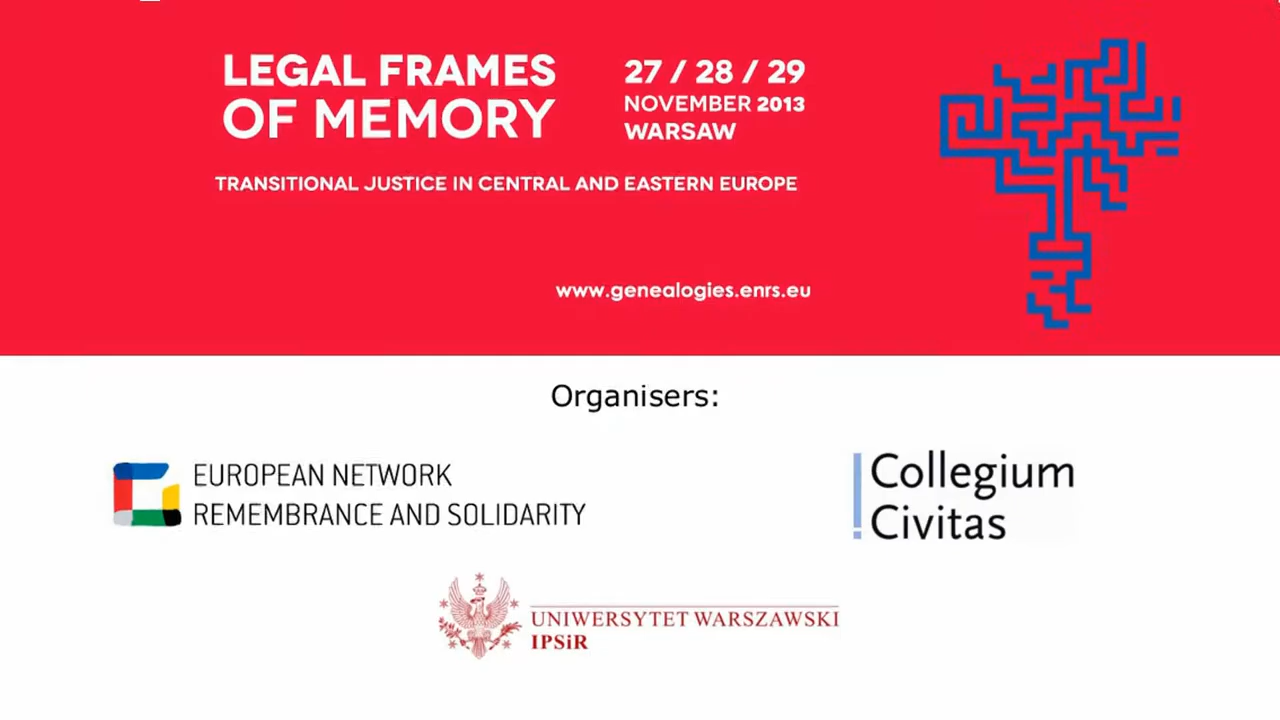 LEGAL FRAMES
OF MEMORY
27 / 28 / 29
NOVEMBER 2013
WARSAW
TRANSITIONAL JUSTICE IN CENTRAL AND EASTERN EUROPE
www.genealogies.enrs.eu
Organisers:
EUROPEAN NETWORK
REMEMBRANCE AND SOLIDARITY
Collegium
Civitas
UNIWERSYTET WARSZAWSKI
IPSiR